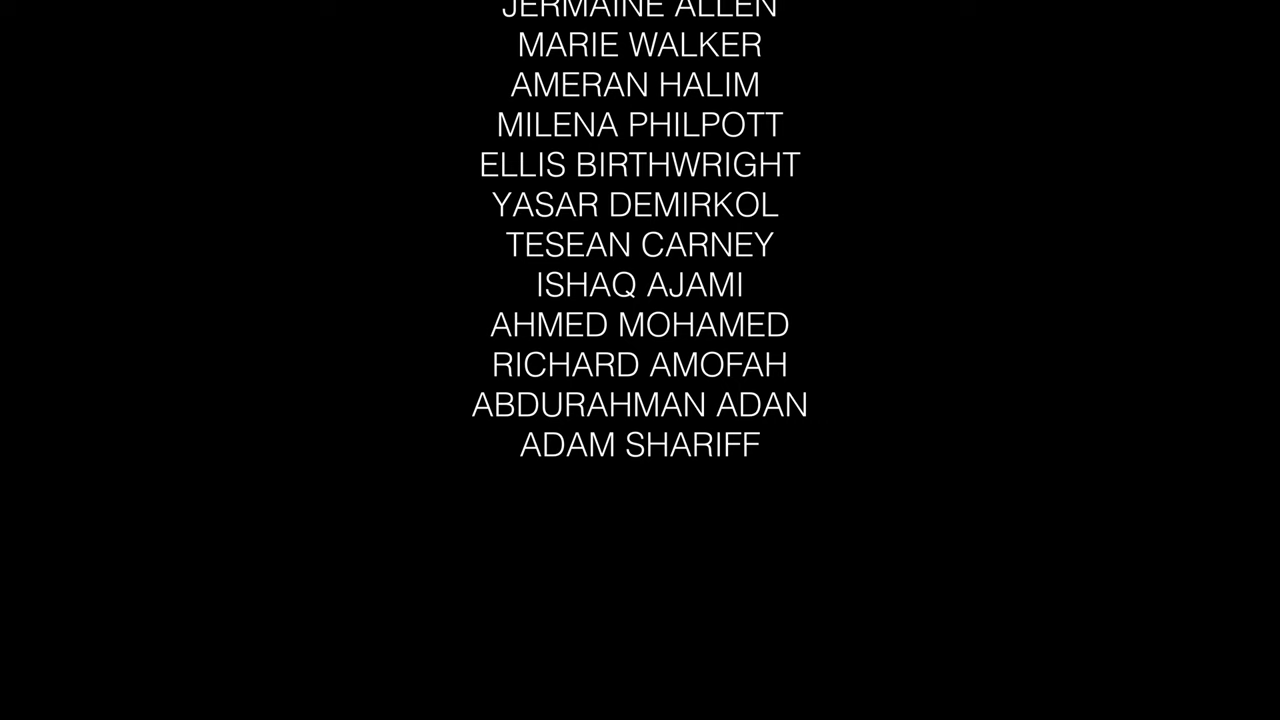 JERMAINE ALLEN
MARIE WALKER
AMERAN HALIM
MILENA PHILPOTT
ELLIS BIRTHWRIGHT
YASAR DEMIRKOL
TESEAN CARNEY
ISHAQ AJAMI
AHMED MOHAMED
RICHARD AMOFAH
ABDURAHMAN ADAN
ADAM SHARIFF